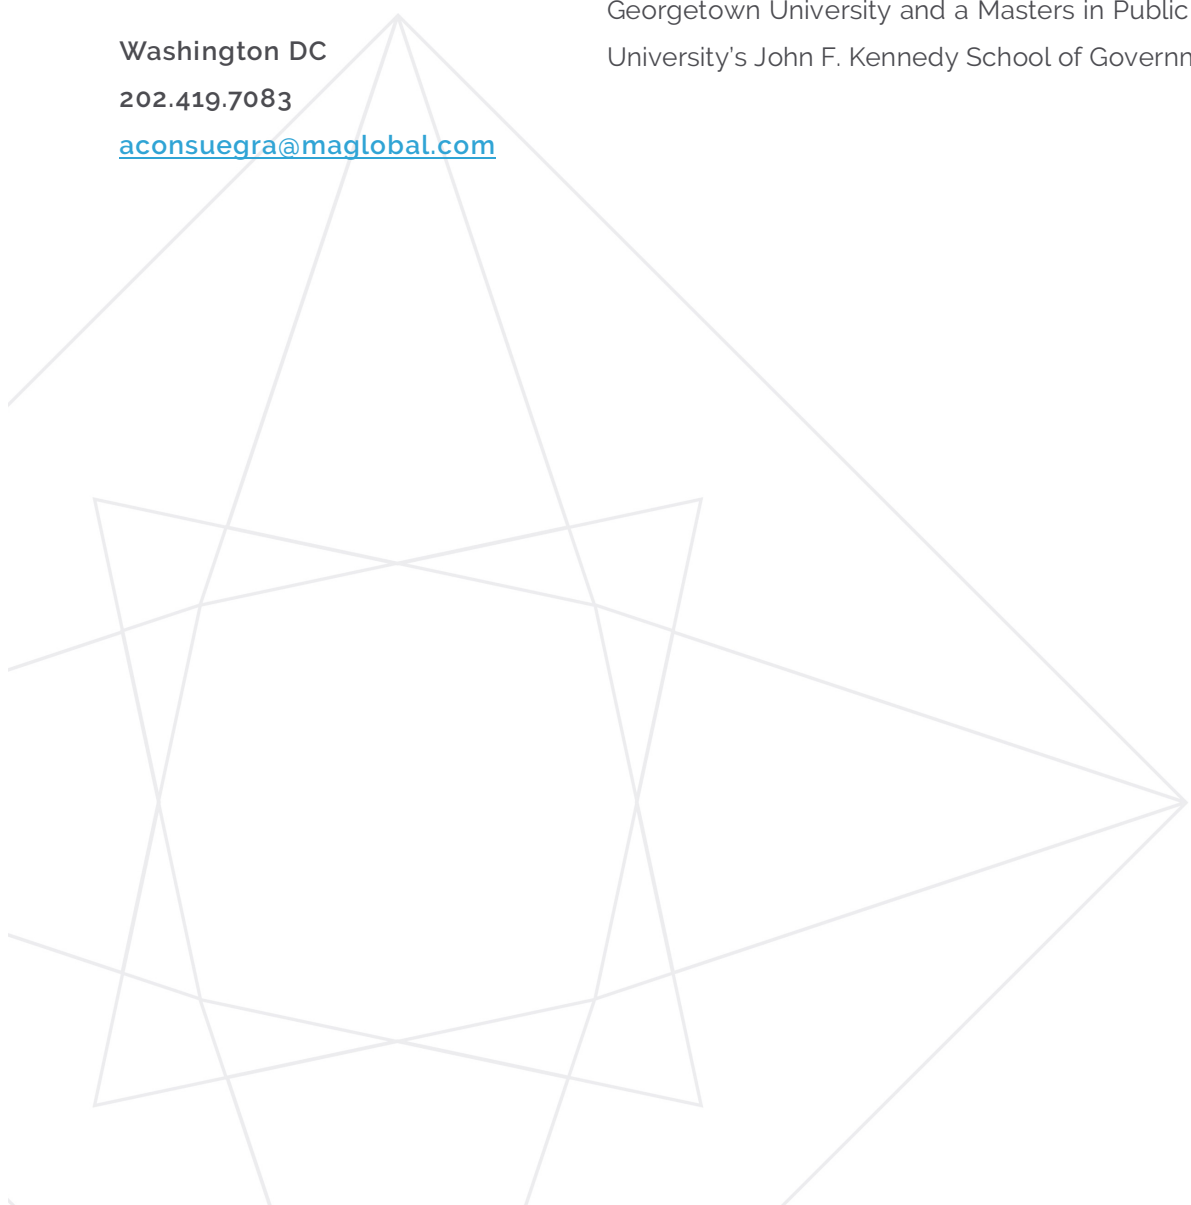 Washington DC
202.419.7083
aconsuegra@maglobal.com
Georgetown University and a Masters in Public
University's John F. Kennedy School of